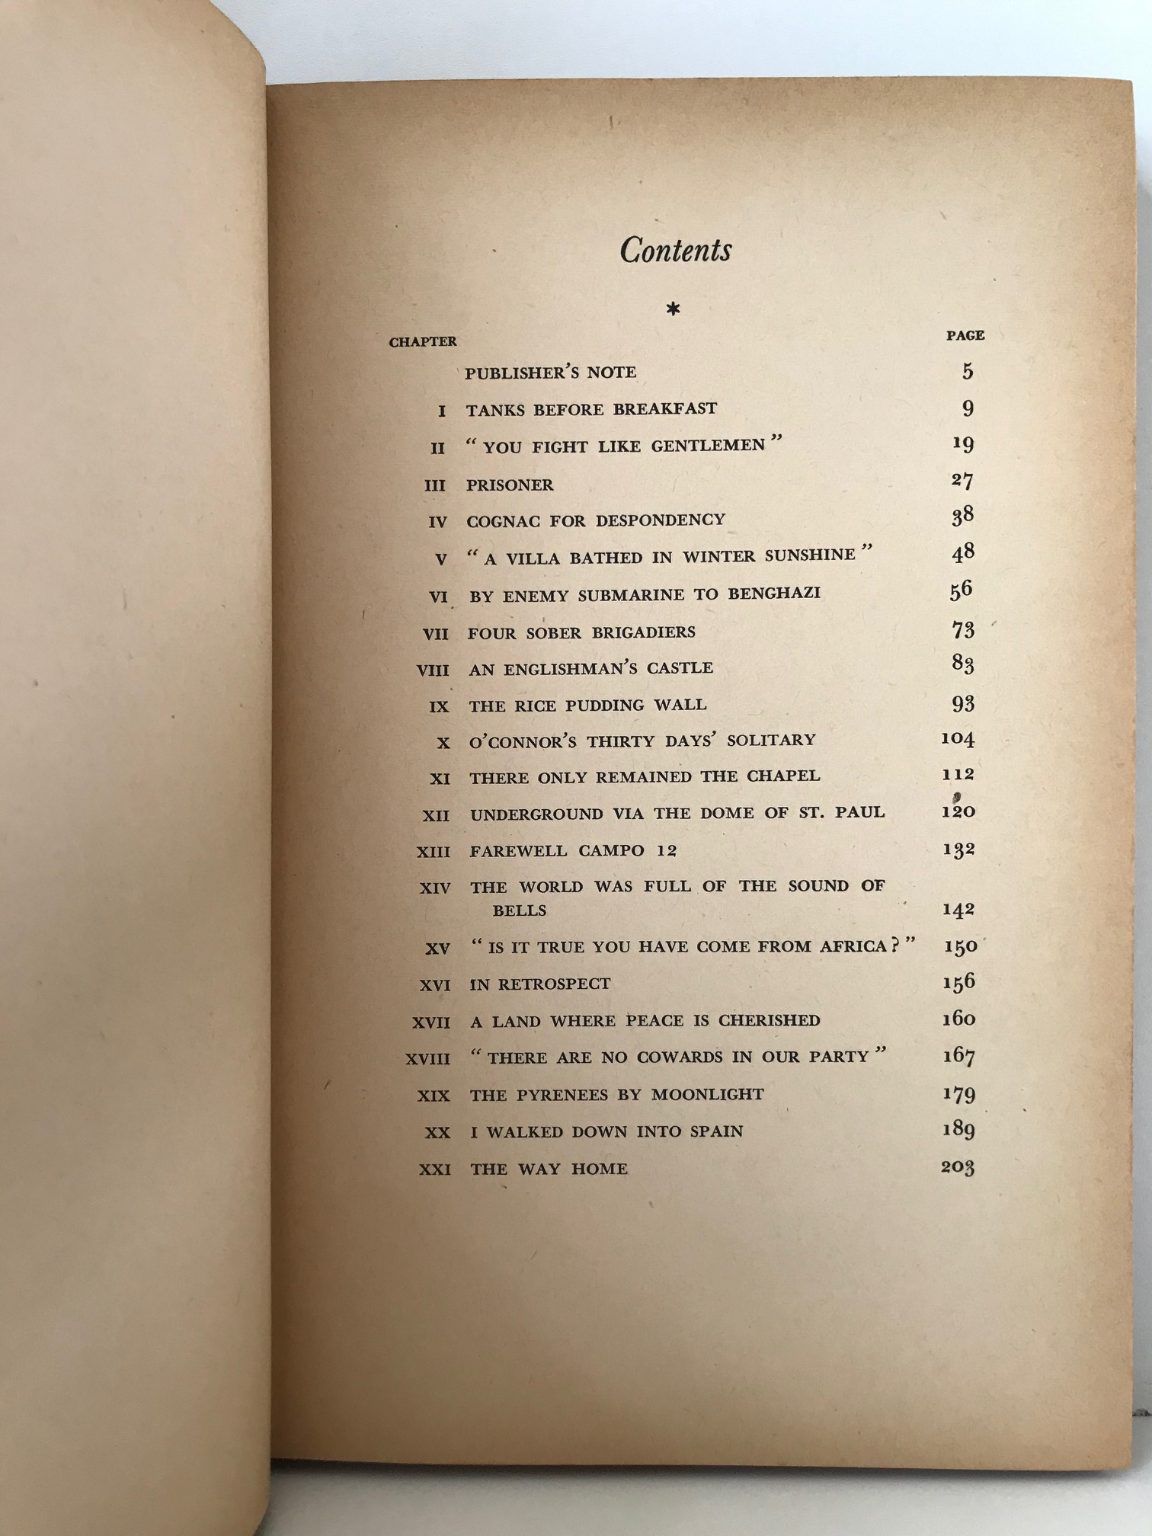 Contents
*
CHAPTER PAGE
PUBLISHER'S NOTE 5
I TANKS BEFORE BREAKFAST 9
II "YOU FIGHT LIKE GENTLEMEN" 19
III PRISONER 27
IV COGNAC FOR DESPONDENCY 38
V "A VILLA BATHED IN WINTER SUNSHINE" 48
VI BY ENEMY SUBMARINE TO BENGHAZI 56
VII FOUR SOBER BRIGADIERS 73
VIII AN ENGLISHMAN'S CASTLE 83
IX THE RICE PUDDING WALL 93
X O'CONNOR'S THIRTY DAYS' SOLITARY 104
XI THERE ONLY REMAINED THE CHAPEL 112
XII UNDERGROUND VIA THE DOME OF ST. PAUL 120
XIII FAREWELL CAMPO 12 132
XIV THE WORLD WAS FULL OF THE SOUND OF
BELLS 142
XV "IS IT TRUE YOU HAVE COME FROM AFRICA?" 150
XVI IN RETROSPECT 156
XVII A LAND WHERE PEACE IS CHERISHED 160
XVIII "THERE ARE NO COWARDS IN OUR PARTY" 167
XIX THE PYRENEES BY MOONLIGHT 179
XX I WALKED DOWN INTO SPAIN 189
XXI THE WAY HOME 203